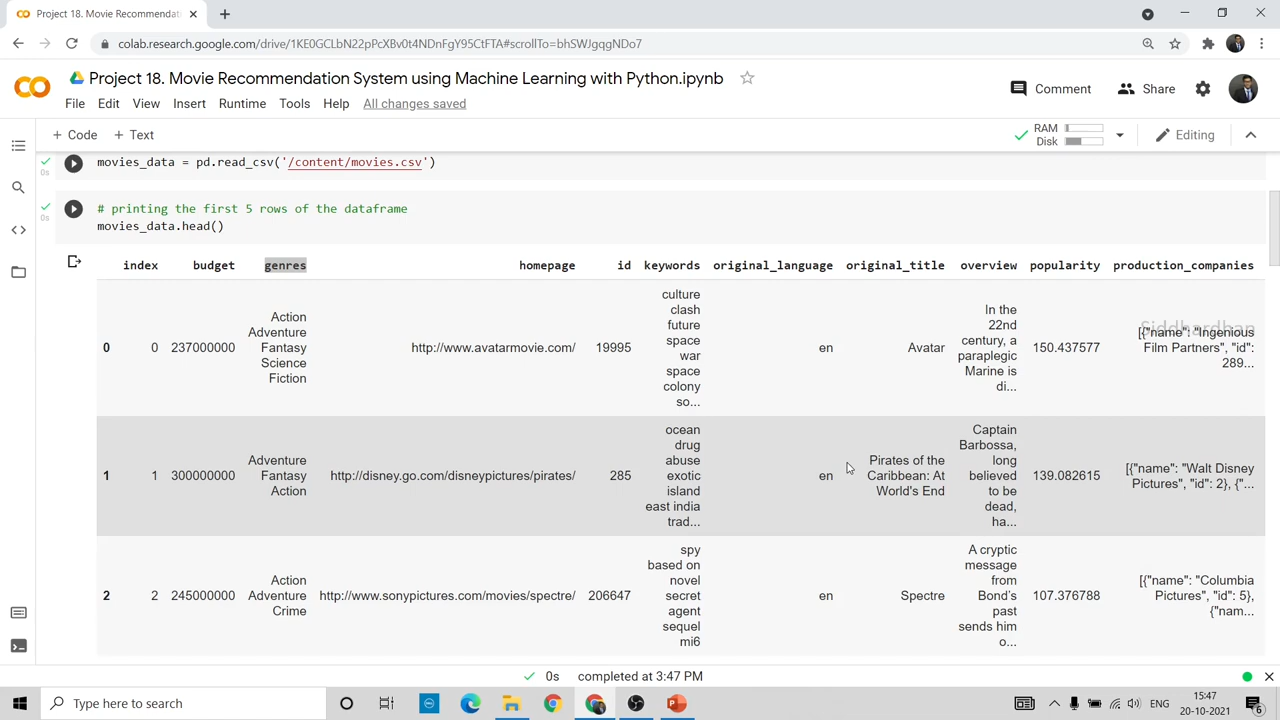 Project 18. Movie Recommendati
colab.research.google.com/drive/1KE0GCLbN22pPcXBv0t4NDnFgY95CtFTA#scrollTo=bhSWJgqgNDo7
Project 18. Movie Recommendation System using Machine Learning with Python.ipynb
File Edit View Insert Runtime Tools Help All changes saved
Comment Share
+ Code + Text
RAM
Disk
Editing
0s
movies_data = pd.read_csv('/content/movies.csv')
0s
# printing the first 5 rows of the dataframe
movies_data.head()
index budget genres homepage id keywords original_language original_title overview popularity production_companies
0 0 237000000 Action Adventure Fantasy Science Fiction http://www.avatarmovie.com/ 19995 culture clash future space war space colony so... en Avatar In the 22nd century, a paraplegic Marine is di... 150.437577 [{"name": "Ingenious Film Partners", "id": 289...
Siddhardhan
1 1 300000000 Adventure Fantasy Action http://disney.go.com/disneypictures/pirates/ 285 ocean drug abuse exotic island east india trad... en Pirates of the Caribbean: At World's End Captain Barbossa, long believed to be dead, ha... 139.082615 [{"name": "Walt Disney Pictures", "id": 2}, {"...
2 2 245000000 Action Adventure Crime http://www.sonypictures.com/movies/spectre/ 206647 spy based on novel secret agent sequel mi6 en Spectre A cryptic message from Bond's past sends him o... 107.376788 [{"name": "Columbia Pictures", "id": 5}, {"nam...
0s completed at 3:47 PM
Type here to search
ENG
15:47
20-10-2021
6